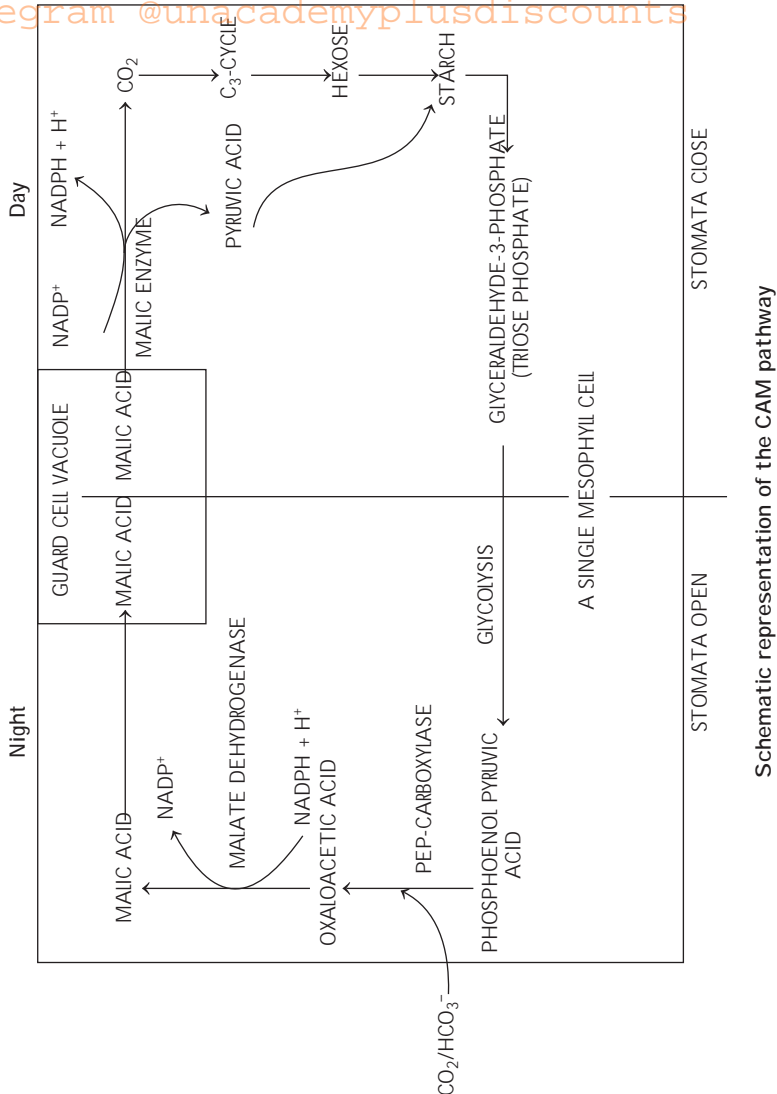 egram @unacademyplusdiscounts
Night
Day
GUARD CELL VACUOLE
MALIC ACID
MALIC ACID
MALIC ACID
NADP⁺
MALATE DEHYDROGENASE
NADPH + H⁺
OXALOACETIC ACID
PEP-CARBOXYLASE
PHOSPHOENOL PYRUVIC
ACID
CO₂/HCO₃⁻
GLYCOLYSIS
A SINGLE MESOPHYLL CELL
STOMATA OPEN
NADP⁺
NADPH + H⁺
MALIC ENZYME
CO₂
C₃-CYCLE
HEXOSE
STARCH
PYRUVIC ACID
GLYCERALDEHYDE-3-PHOSPHATE
(TRIOSE PHOSPHATE)
STOMATA CLOSE
Schematic representation of the CAM pathway